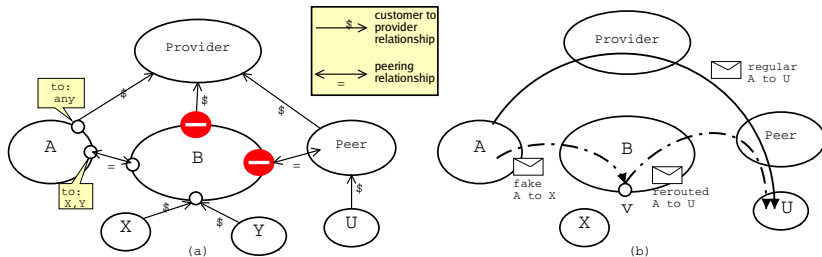 Provider
$
customer to
provider
relationship
=
peering
relationship
to:
any
$
$
$
A
B
Peer
=
=
to:
X,Y
$
$
$
X
Y
U
(a)
Provider
regular
A to U
A
B
Peer
fake
A to X
rerouted
A to U
V
X
U
(b)